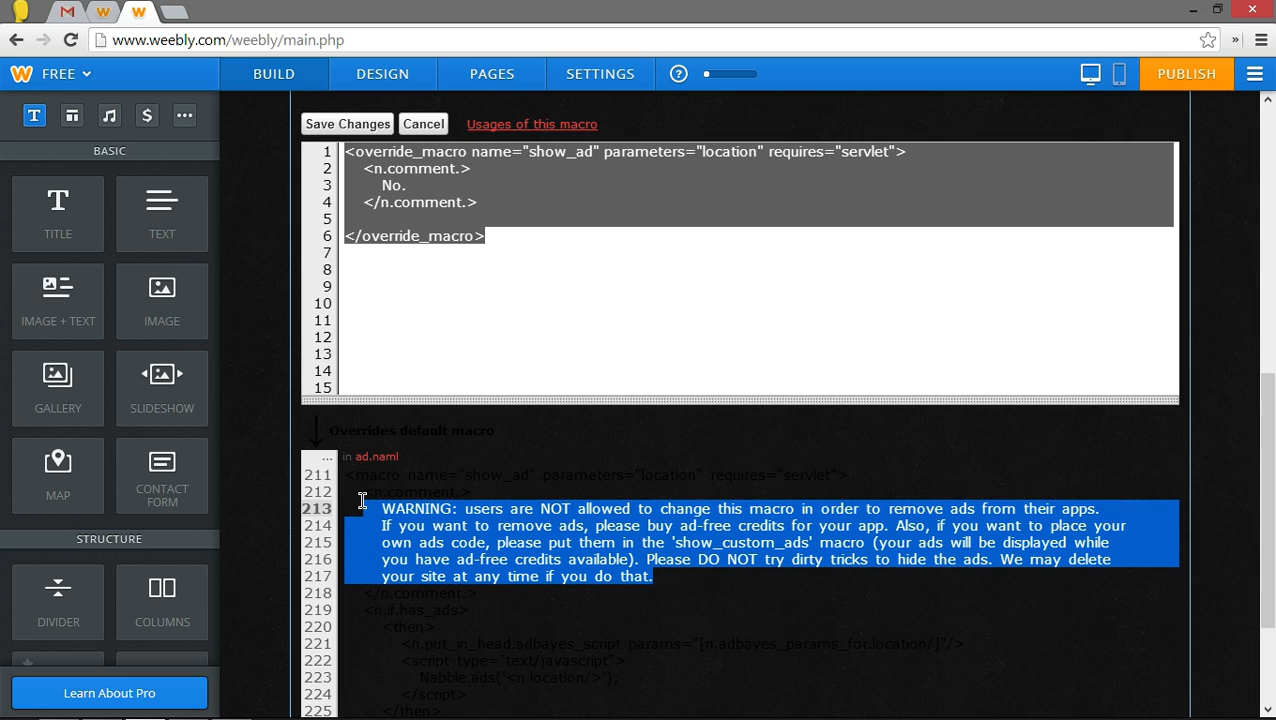 www.weebly.com/weebly/main.php
FREE
BUILD
DESIGN
PAGES
SETTINGS
PUBLISH
BASIC
TITLE
TEXT
IMAGE + TEXT
IMAGE
GALLERY
SLIDESHOW
MAP
CONTACT
FORM
STRUCTURE
DIVIDER
COLUMNS
Learn About Pro
Save Changes
Cancel
Usages of this macro
1 <override_macro name="show_ad" parameters="location" requires="servlet">
2 <n.comment.>
3 No.
4 </n.comment.>
5
6 </override_macro>
7
8
9
10
11
12
13
14
15
Overrides default macro
... in ad.naml
211 <macro name="show_ad" parameters="location" requires="servlet">
212 <n.comment.>
213 WARNING: users are NOT allowed to change this macro in order to remove ads from their apps.
214 If you want to remove ads, please buy ad-free credits for your app. Also, if you want to place your
215 own ads code, please put them in the 'show_custom_ads' macro (your ads will be displayed while
216 you have ad-free credits available). Please DO NOT try dirty tricks to hide the ads. We may delete
217 your site at any time if you do that.
218 </n.comment.>
219 <n.if.has_ads>
220 <then>
221 <n.put_in_head.adbayes_script params="[n.adbayes_params_for.location/]"/>
222 <script type="text/javascript">
223 Nabble.ads('<n.location/>');
224 </script>
225 </then>